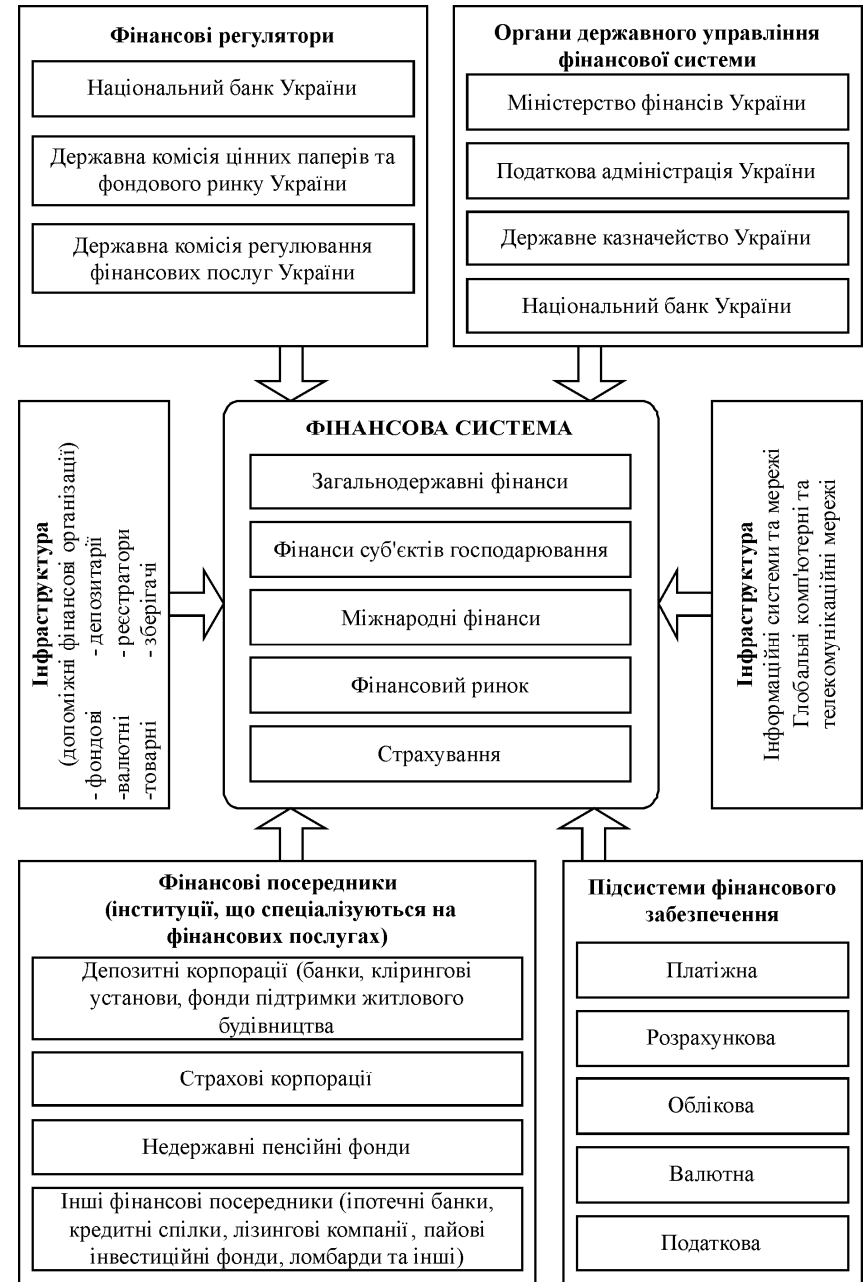 Фінансові регулятори
Національний банк України
Державна комісія цінних паперів та
фондового ринку України
Державна комісія регулювання
фінансових послуг України
Органи державного управління
фінансової системи
Міністерство фінансів України
Податкова адміністрація України
Державне казначейство України
Національний банк України
Інфраструктура
(допоміжні фінансові організації)
- фондові - депозитарії
-валютні - реєстратори
-товарні - зберігачі
ФІНАНСОВА СИСТЕМА
Загальнодержавні фінанси
Фінанси суб'єктів господарювання
Міжнародні фінанси
Фінансовий ринок
Страхування
Інфраструктура
Інформаційні системи та мережі
Глобальні комп'ютерні та
телекомунікаційні мережі
Фінансові посередники
(інституції, що спеціалізуються на
фінансових послугах)
Депозитні корпорації (банки, клірингові
установи, фонди підтримки житлового
будівництва
Страхові корпорації
Недержавні пенсійні фонди
Інші фінансові посередники (іпотечні банки,
кредитні спілки, лізингові компанії, пайові
інвестиційні фонди, ломбарди та інші)
Підсистеми фінансового
забезпечення
Платіжна
Розрахункова
Облікова
Валютна
Податкова